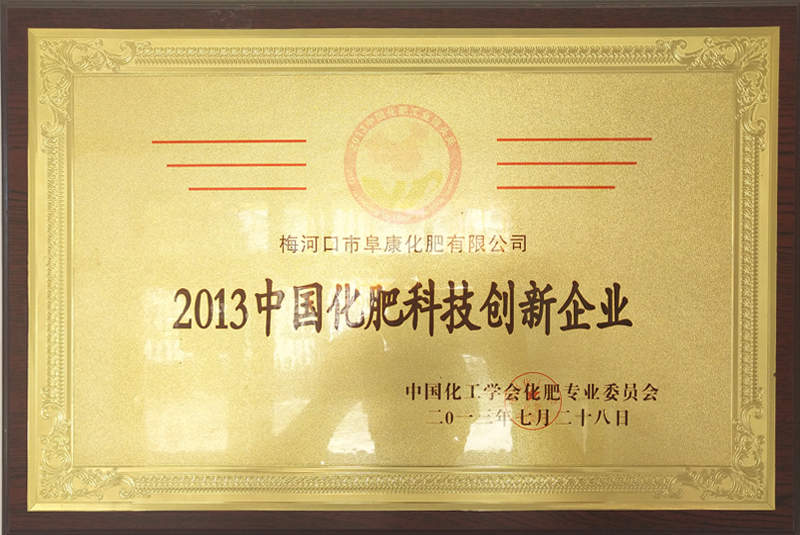 梅河口市阜康化肥有限公司
2013中国化肥科技创新企业
中国化工学会化肥专业委员会
二0一三年七月二十八日